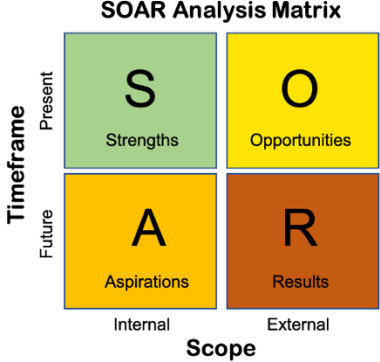 SOAR Analysis Matrix
Timeframe
Present
S
Strengths
O
Opportunities
Future
A
Aspirations
R
Results
Internal
External
Scope